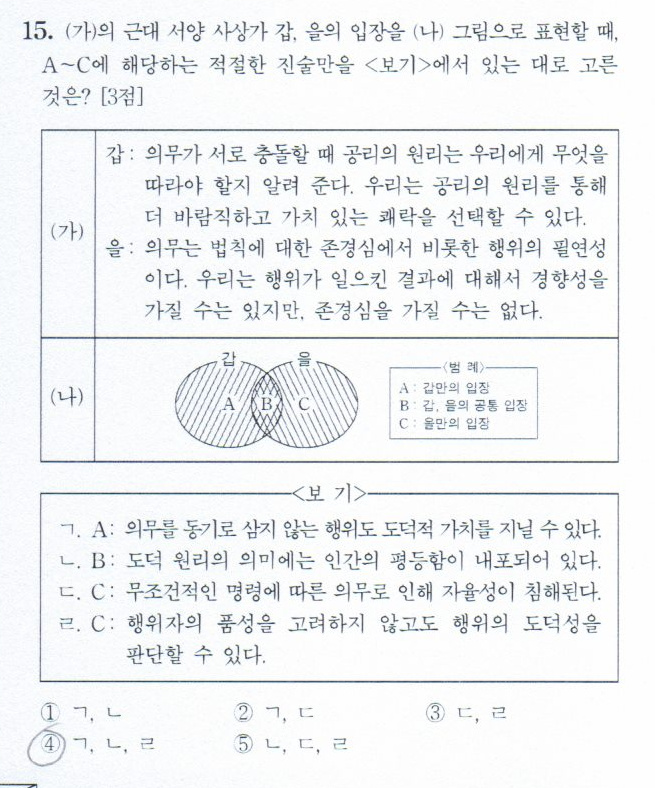 15. (가)의 근대 서양 사상가 갑, 을의 입장을 (나) 그림으로 표현할 때,
A~C에 해당하는 적절한 진술만을 <보기>에서 있는 대로 고른
것은? [3점]
(가)
갑: 의무가 서로 충돌할 때 공리의 원리는 우리에게 무엇을
따라야 할지 알려 준다. 우리는 공리의 원리를 통해
더 바람직하고 가치 있는 쾌락을 선택할 수 있다.
을: 의무는 법칙에 대한 존경심에서 비롯한 행위의 필연성
이다. 우리는 행위가 일으킨 결과에 대해서 경향성을
가질 수는 있지만, 존경심을 가질 수는 없다.
(나)
갑 을
A B C
<범 례>
A : 갑만의 입장
B : 갑, 을의 공통 입장
C : 을만의 입장
<보 기>
ㄱ. A: 의무를 동기로 삼지 않는 행위도 도덕적 가치를 지닐 수 있다.
ㄴ. B: 도덕 원리의 의미에는 인간의 평등함이 내포되어 있다.
ㄷ. C: 무조건적인 명령에 따른 의무로 인해 자율성이 침해된다.
ㄹ. C: 행위자의 품성을 고려하지 않고도 행위의 도덕성을
판단할 수 있다.
① ㄱ, ㄴ ② ㄱ, ㄷ ③ ㄷ, ㄹ
④ ㄱ, ㄴ, ㄹ ⑤ ㄴ, ㄷ, ㄹ